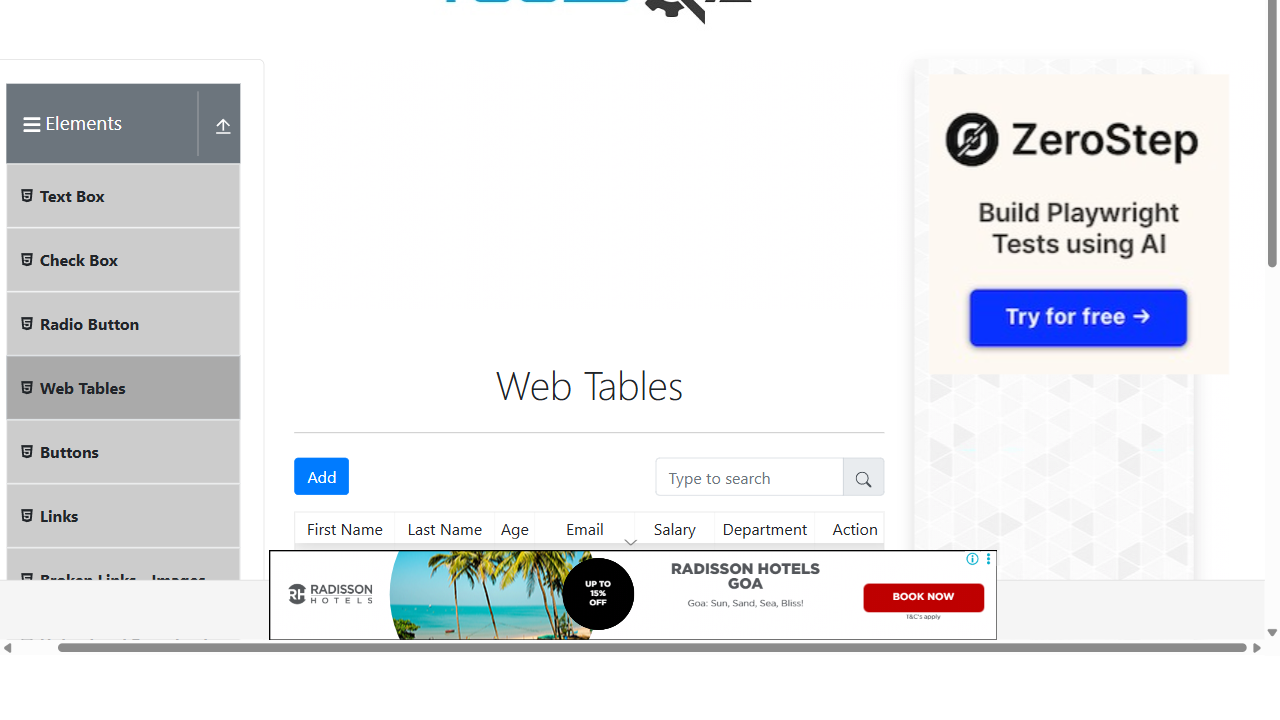 Elements
Text Box
Check Box
Radio Button
Web Tables
Buttons
Links
Broken Links - Images
Web Tables
Add
Type to search
First Name Last Name Age Email Salary Department Action
ZeroStep
Build Playwright
Tests using AI
Try for free →
RADISSON
HOTELS
UP TO
15%
OFF
RADISSON HOTELS
GOA
Goa: Sun, Sand, Sea, Bliss!
BOOK NOW
T&C's apply